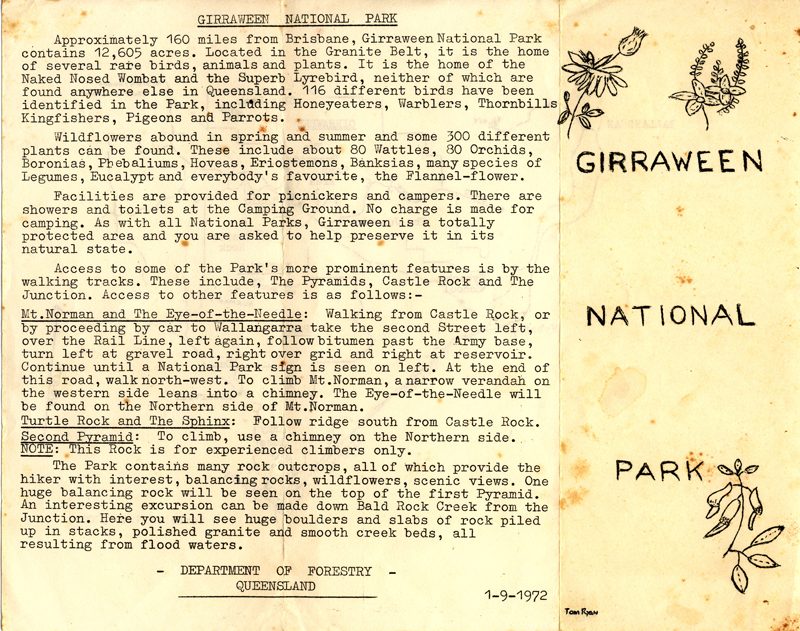 GIRRAWEEN NATIONAL PARK
Approximately 160 miles from Brisbane, Girraween National Park
contains 12,605 acres. Located in the Granite Belt, it is the home
of several rare birds, animals and plants. It is the home of the
Naked Nosed Wombat and the Superb Lyrebird, neither of which are
found anywhere else in Queensland. 116 different birds have been
identified in the Park, including Honeyeaters, Warblers, Thornbills
Kingfishers, Pigeons and Parrots.
Wildflowers abound in spring and summer and some 300 different
plants can be found. These include about 80 Wattles, 80 Orchids,
Boronias, Phebaliums, Hoveas, Eriostemons, Banksias, many species of
Legumes, Eucalypt and everybody's favourite, the Flannel-flower.
Facilities are provided for picnickers and campers. There are
showers and toilets at the Camping Ground. No charge is made for
camping. As with all National Parks, Girraween is a totally
protected area and you are asked to help preserve it in its
natural state.
Access to some of the Park's more prominent features is by the
walking tracks. These include, The Pyramids, Castle Rock and The
Junction. Access to other features is as follows:-
Mt.Norman and The Eye-of-the-Needle: Walking from Castle Rock, or
by proceeding by car to Wallangarra take the second Street left,
over the Rail Line, left again, follow bitumen past the Army base,
turn left at gravel road, right over grid and right at reservoir.
Continue until a National Park sign is seen on left. At the end of
this road, walk north-west. To climb Mt.Norman, a narrow verandah on
the western side leans into a chimney. The Eye-of-the-Needle will
be found on the Northern side of Mt.Norman.
Turtle Rock and The Sphinx: Follow ridge south from Castle Rock.
Second Pyramid: To climb, use a chimney on the Northern side.
NOTE: This Rock is for experienced climbers only.
The Park contains many rock outcrops, all of which provide the
hiker with interest, balancing rocks, wildflowers, scenic views. One
huge balancing rock will be seen on the top of the first Pyramid.
An interesting excursion can be made down Bald Rock Creek from the
Junction. Here you will see huge boulders and slabs of rock piled
up in stacks, polished granite and smooth creek beds, all
resulting from flood waters.
- DEPARTMENT OF FORESTRY -
QUEENSLAND
1-9-1972
GIRRAWEEN
NATIONAL
PARK
Tom Ryan